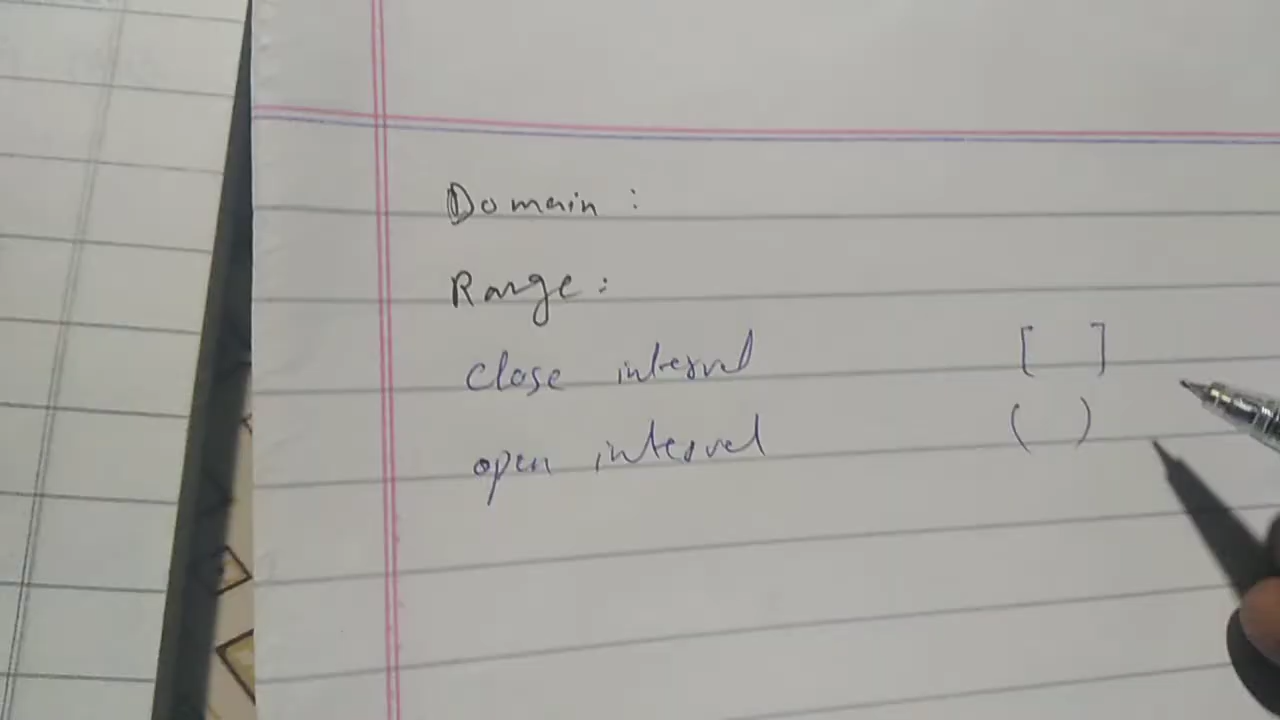 Domain :
Range :
close interval [ ]
open interval ( )